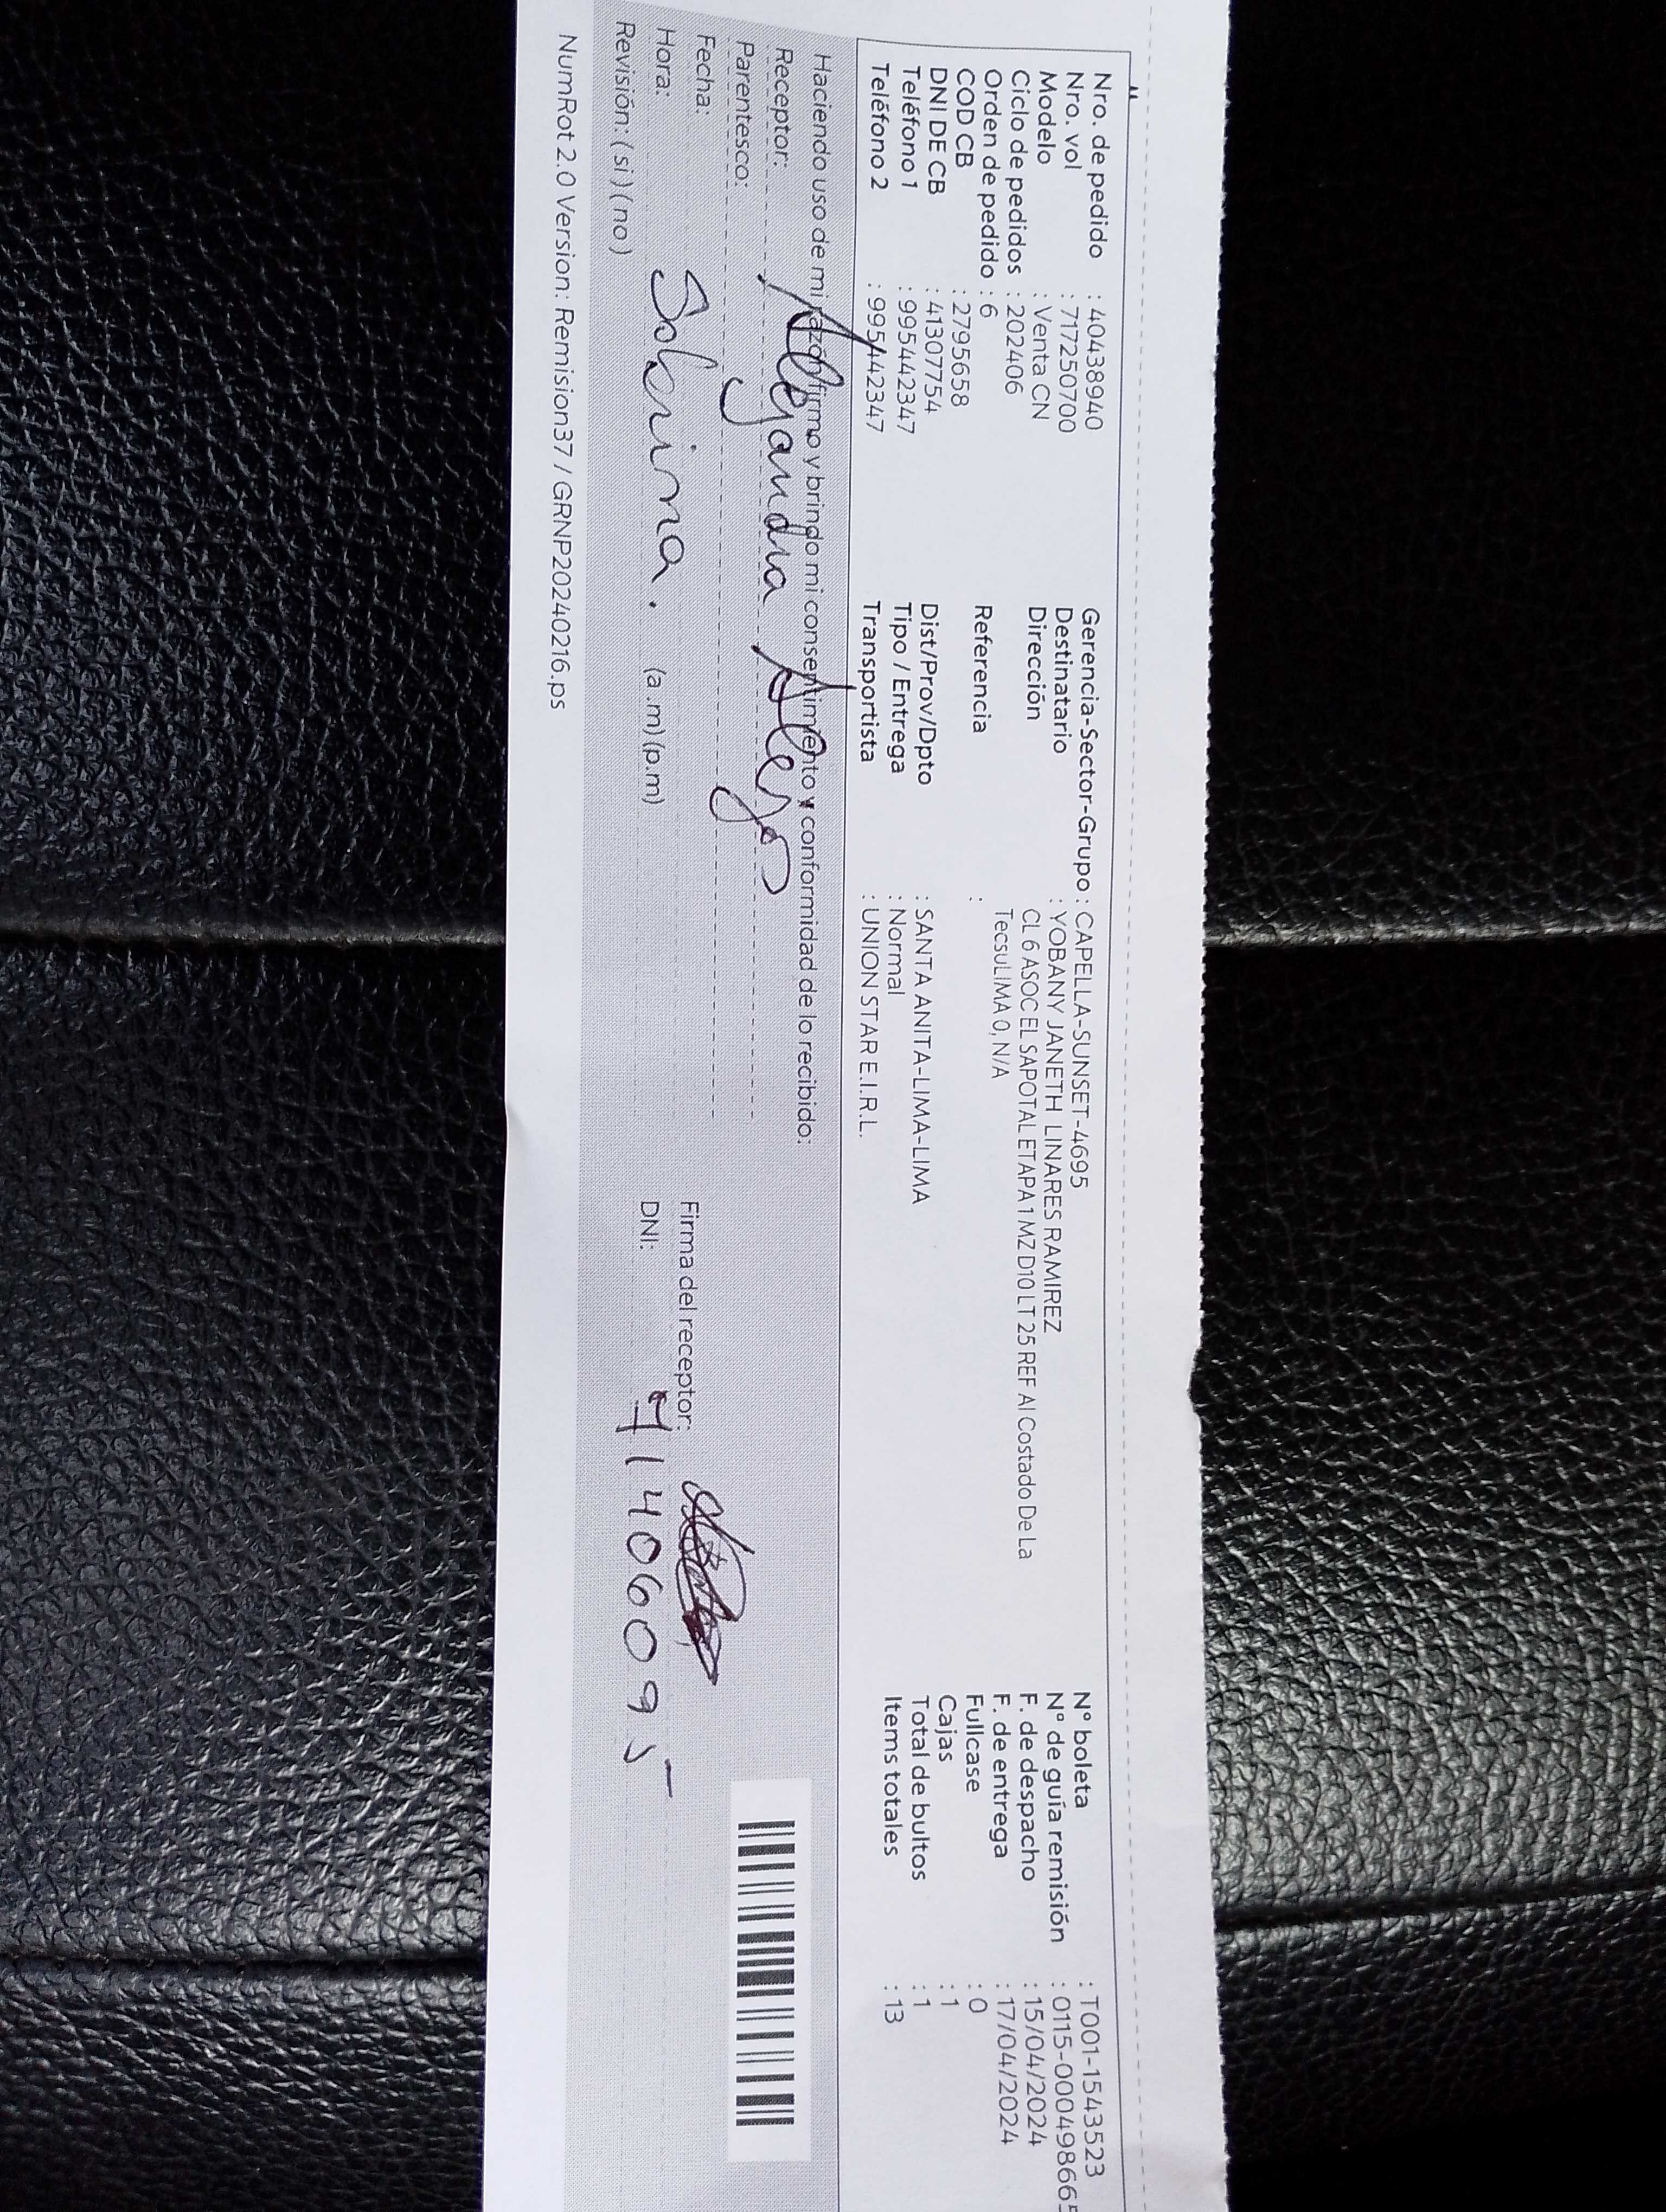 Nro. de pedido : 40438940
Nro. vol : 717250700
Modelo : Venta CN
Ciclo de pedidos : 202406
Orden de pedido : 6
COD CB : 2795658
DNI DE CB : 41307754
Teléfono 1 : 995442347
Teléfono 2 : 995442347
Gerencia-Sector-Grupo : CAPELLA-SUNSET-4695
Destinatario : YOBANY JANETH LINARES RAMIREZ
Dirección CL 6 ASOC EL SAPOTAL ETAPA 1 MZ D10 LT 25 REF Al Costado De La
TecsuLIMA 0, N/A
Referencia :
Dist/Prov/Dpto : SANTA ANITA-LIMA-LIMA
Tipo / Entrega : Normal
Transportista : UNION STAR E.I.R.L.
N° boleta : T001-1543523
N° de guía remisión : 0115-000498665
F. de despacho : 15/04/2024
F. de entrega : 17/04/2024
Fullcase : 0
Cajas : 1
Total de bultos : 1
Items totales : 13
Haciendo uso de mi razón firmo y brindo mi consentimiento y conformidad de lo recibido:
Receptor: Alejandra Alejo
Parentesco:
Fecha:
Hora: Sobrina. (a.m) (p.m)
Revisión: ( si ) ( no )
Firma del receptor:
DNI: 71406095
NumRot 2.0 Version: Remision37 / GRNP20240216.ps